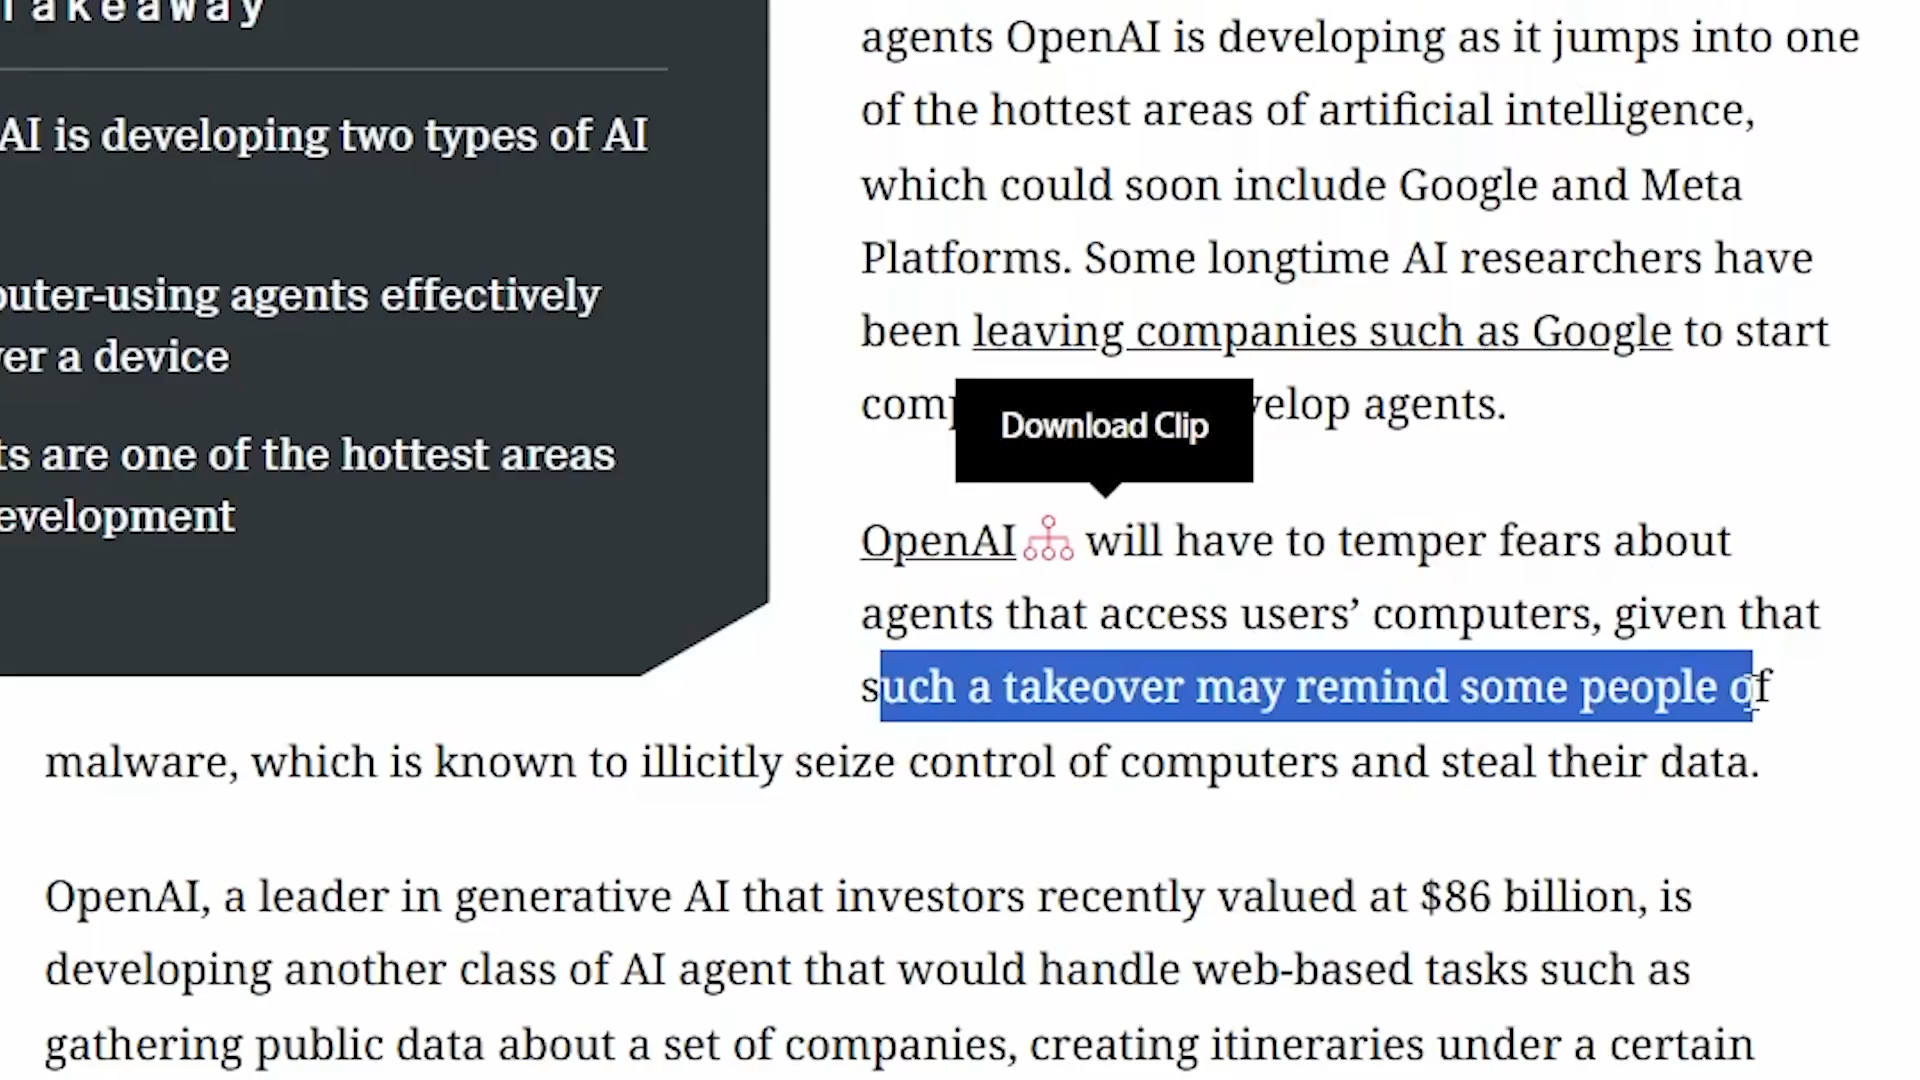 Takeaway
AI is developing two types of AI
outer-using agents effectively
ver a device
ts are one of the hottest areas
evelopment
agents OpenAI is developing as it jumps into one
of the hottest areas of artificial intelligence,
which could soon include Google and Meta
Platforms. Some longtime AI researchers have
been leaving companies such as Google to start
comp velop agents.
Download Clip
OpenAI will have to temper fears about
agents that access users’ computers, given that
such a takeover may remind some people of
malware, which is known to illicitly seize control of computers and steal their data.
OpenAI, a leader in generative AI that investors recently valued at $86 billion, is
developing another class of AI agent that would handle web-based tasks such as
gathering public data about a set of companies, creating itineraries under a certain